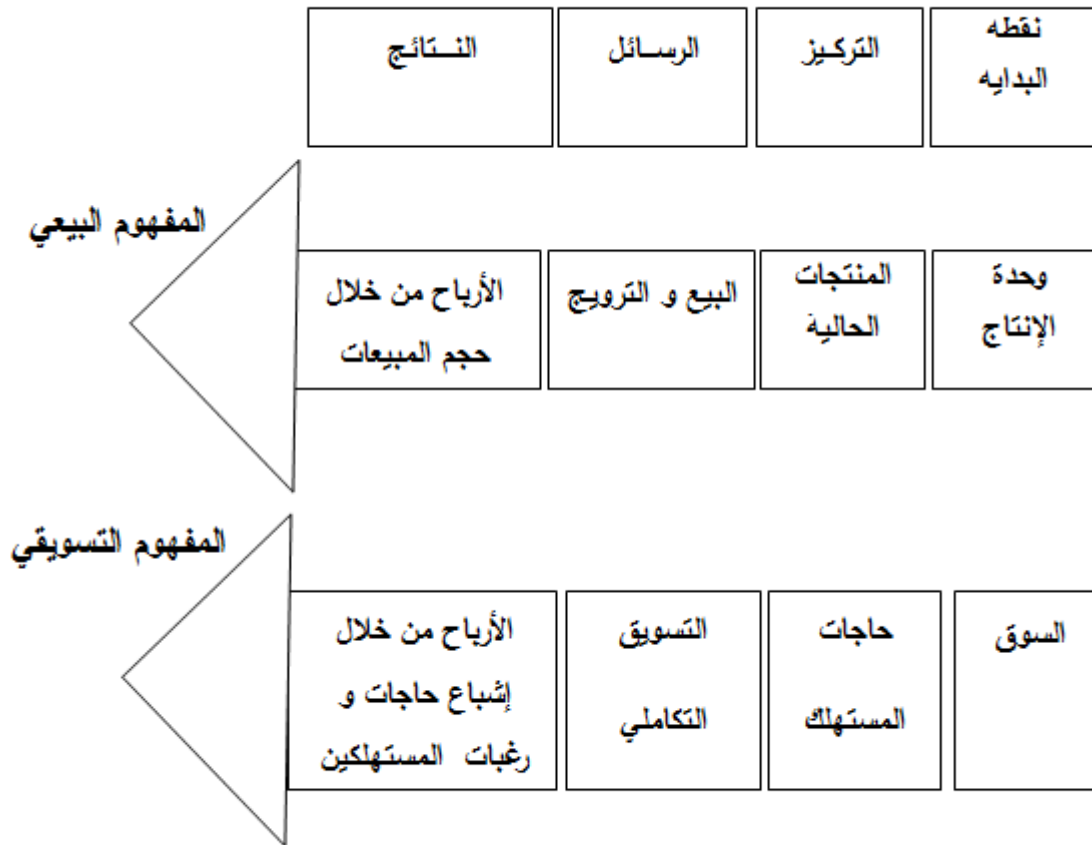 نقطه
البدايه
التركيز
الرسائل
النتائج
المفهوم البيعي
وحدة
الإنتاج
المنتجات
الحالية
البيع و الترويج
الأرباح من خلال
حجم المبيعات
المفهوم التسويقي
السوق
حاجات
المستهلك
التسويق
التكاملي
الأرباح من خلال
إشباع حاجات و
رغبات المستهلكين